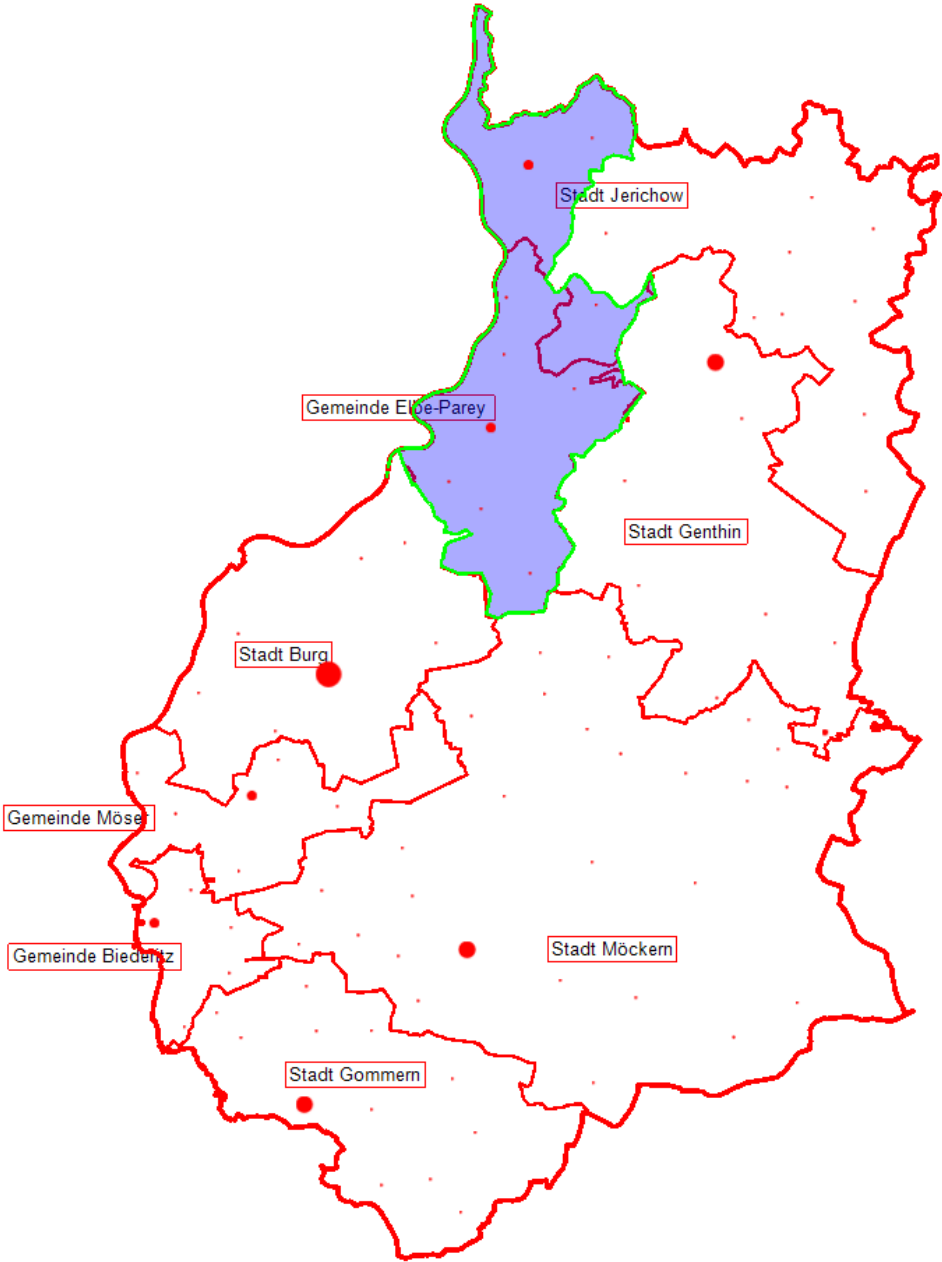 Stadt Jerichow
Gemeinde Elbe-Parey
Stadt Genthin
Stadt Burg
Gemeinde Möser
Stadt Möckern
Gemeinde Biederitz
Stadt Gommern